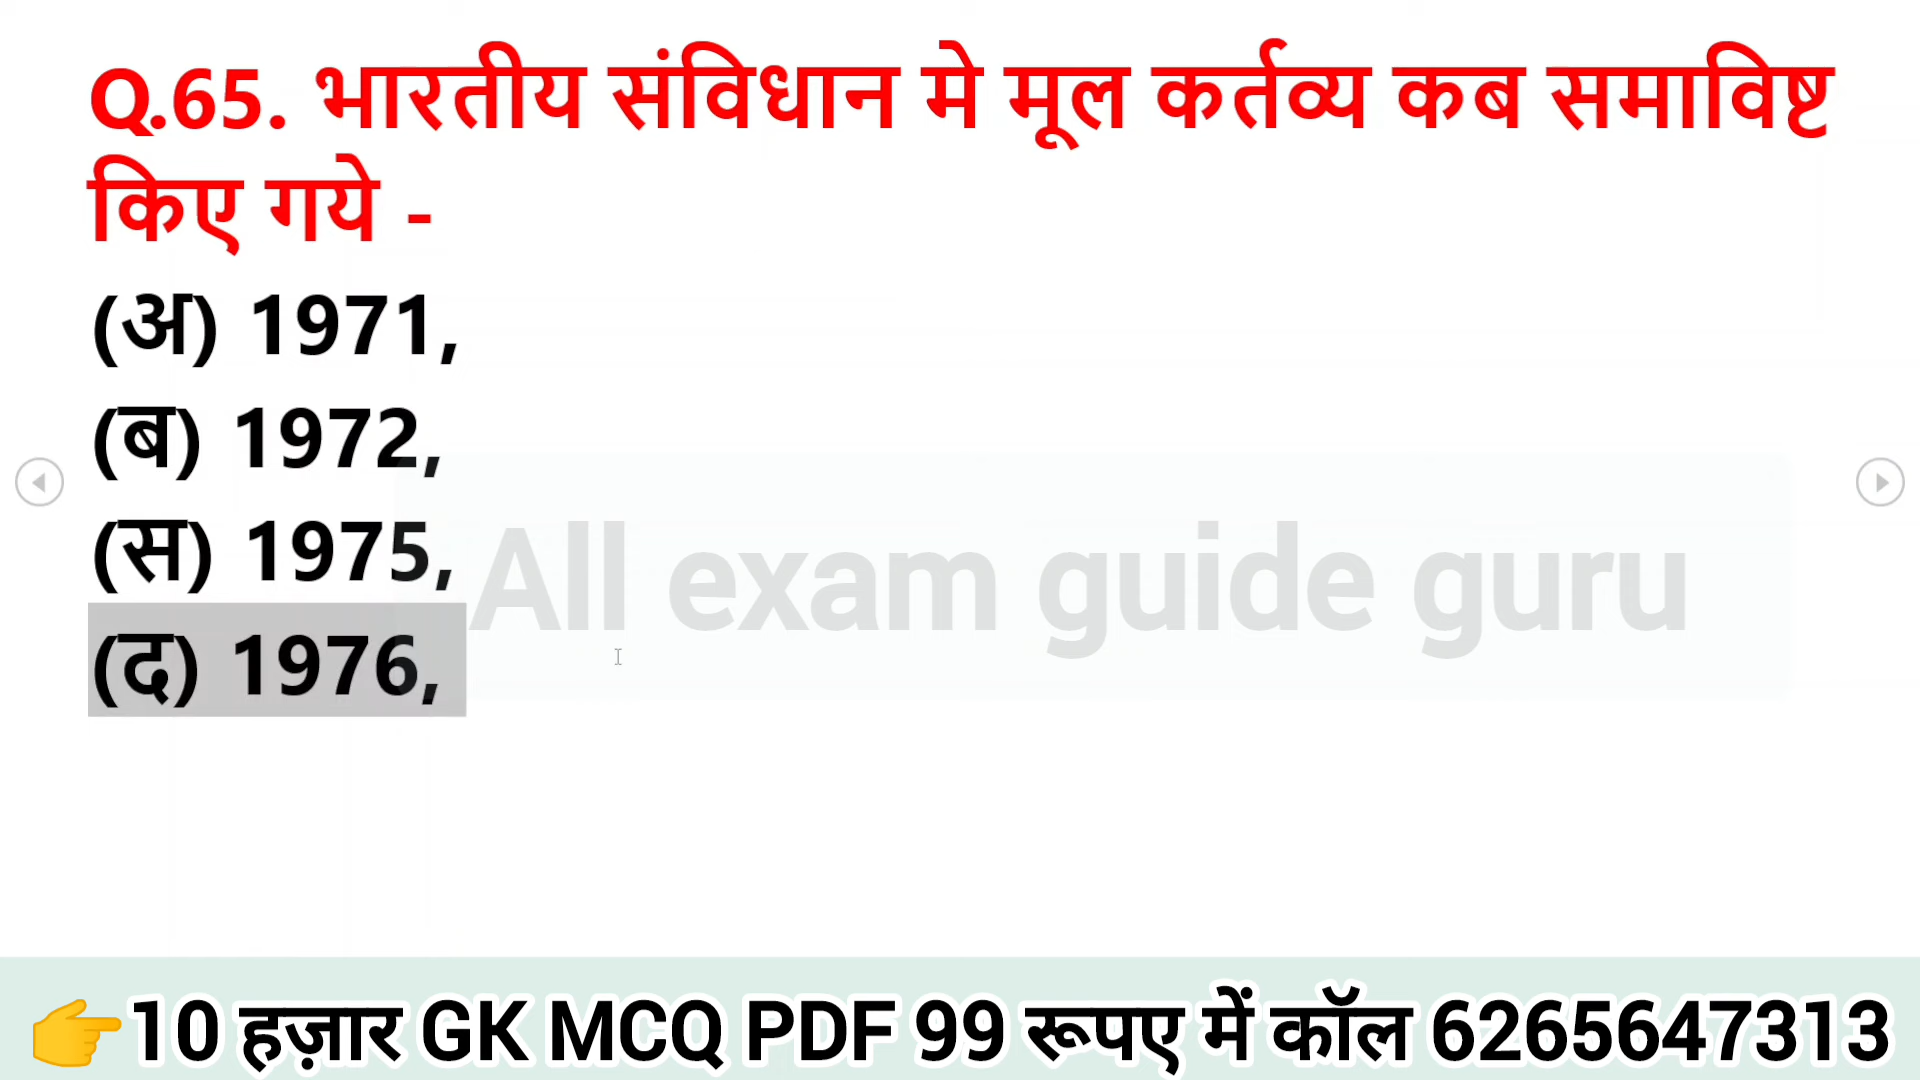 Q.65. भारतीय संविधान मे मूल कर्तव्य कब समाविष्ट
किए गये -
(अ) 1971,
(ब) 1972,
(स) 1975,
All exam guide guru
(द) 1976,
👉10 हज़ार GK MCQ PDF 99 रूपए में कॉल 6265647313